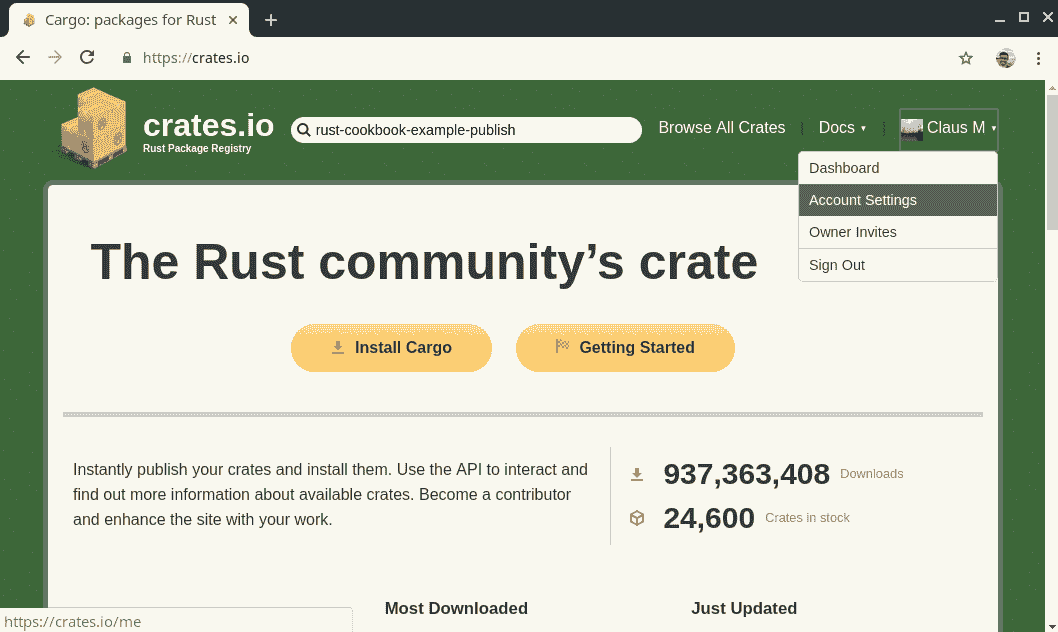 Cargo: packages for Rust
https://crates.io
crates.io
Rust Package Registry
rust-cookbook-example-publish
Browse All Crates | Docs ▾ | Claus M ▾
Dashboard
Account Settings
Owner Invites
Sign Out
The Rust community’s crate
Install Cargo
Getting Started
Instantly publish your crates and install them. Use the API to interact and
find out more information about available crates. Become a contributor
and enhance the site with your work.
937,363,408 Downloads
24,600 Crates in stock
Most Downloaded
Just Updated
https://crates.io/me